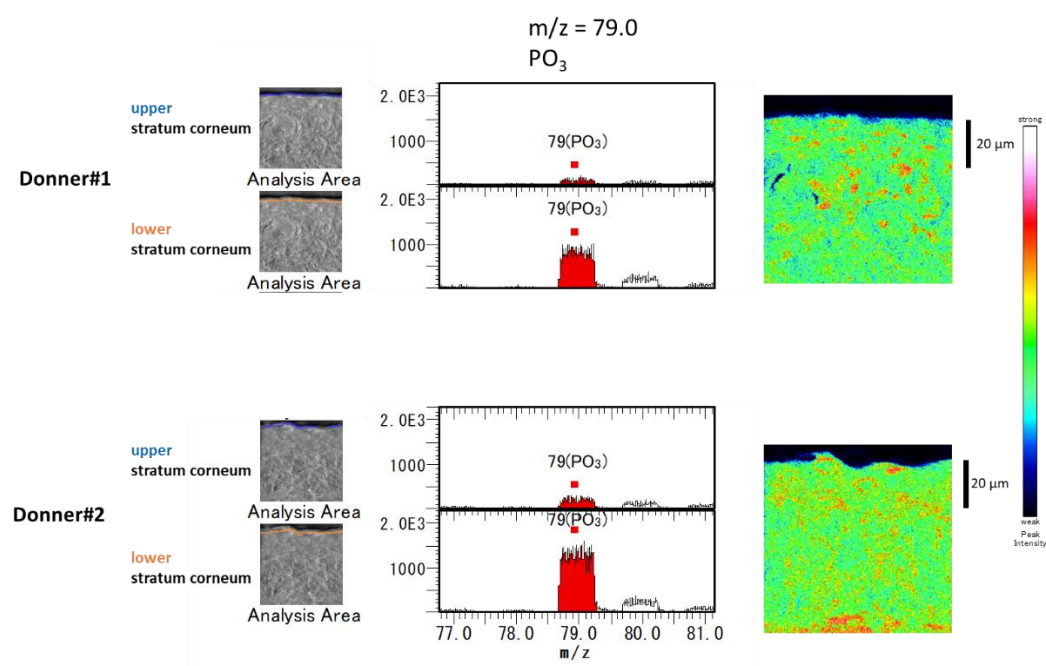 m/z = 79.0
PO₃
Donner#1
upper
stratum corneum
Analysis Area
lower
stratum corneum
Analysis Area
2.0E3
1000
79(PO₃)
2.0E3
1000
79(PO₃)
20 μm
strong
weak
Peak
Intensity
Donner#2
upper
stratum corneum
lower
stratum corneum
Analysis Area
2.0E3
1000
79(PO₃)
2.0E3
1000
79(PO₃)
77.0 78.0 79.0 80.0 81.0
m/z
20 μm